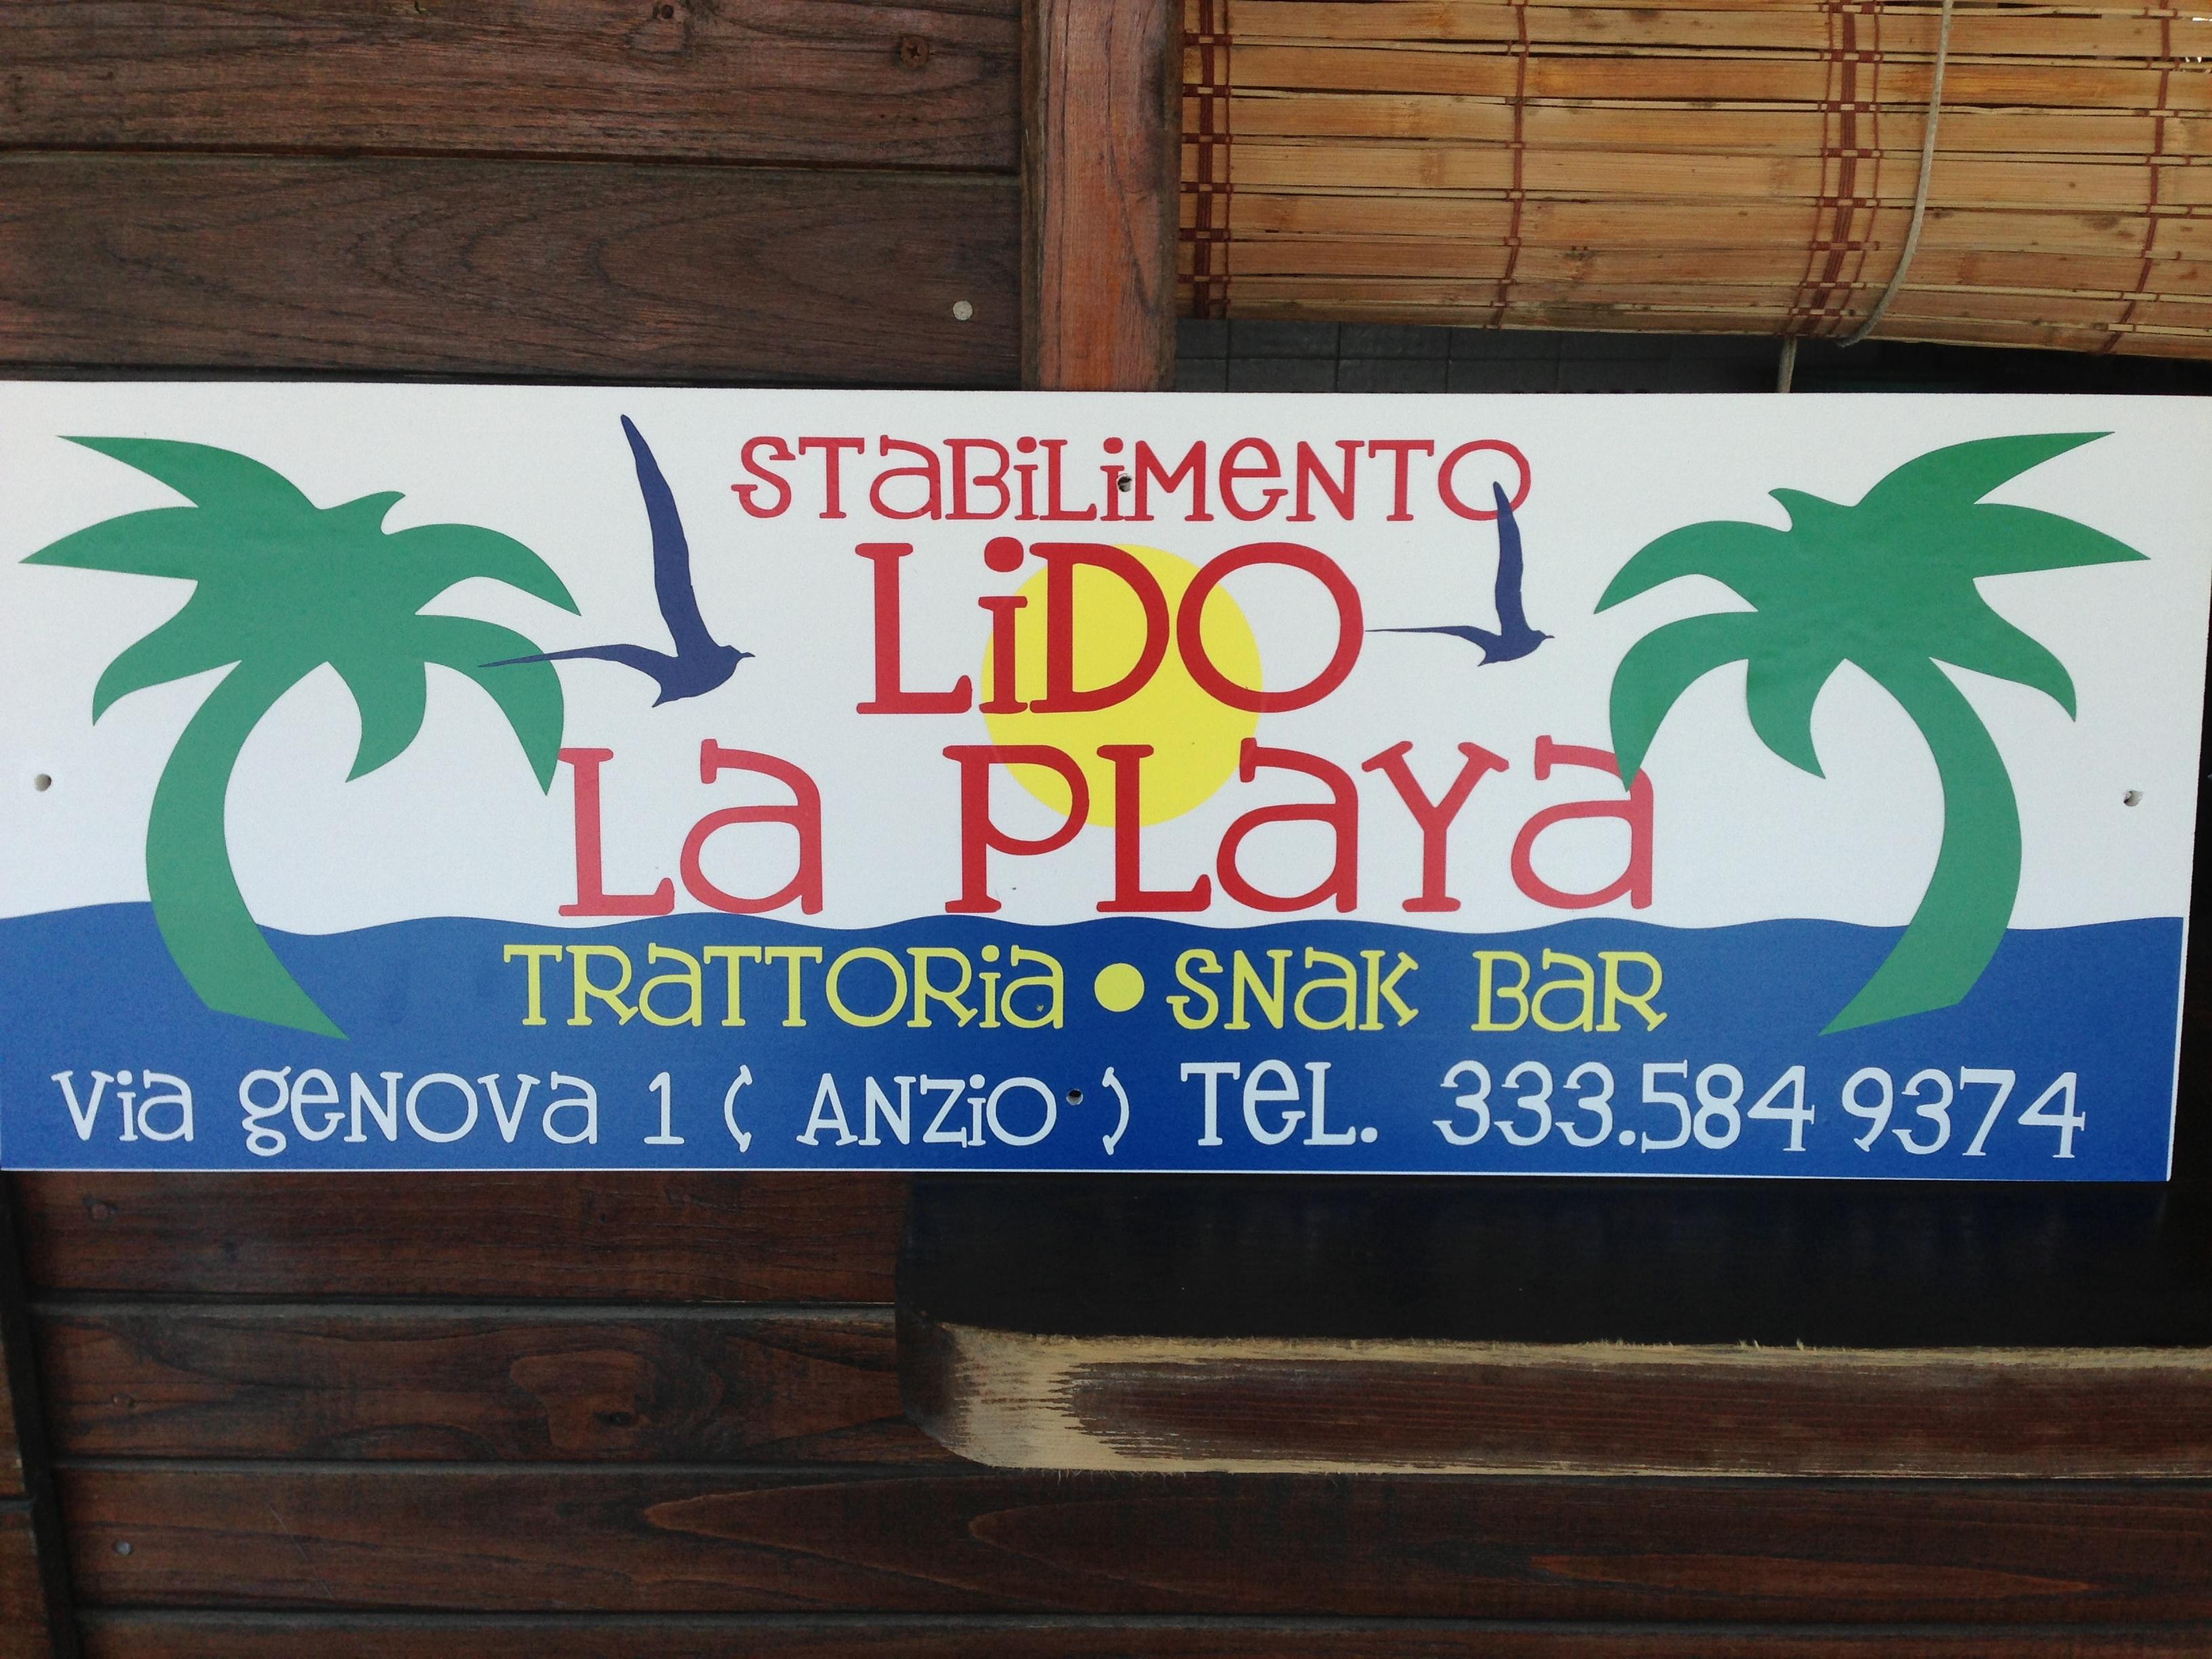 STaBiLiMeNTO
LiDO
La PLaYa
TRaTTORia • SNaK BaR
Via geNOVa 1 ( ANZiO ) TeL. 333.584 9374